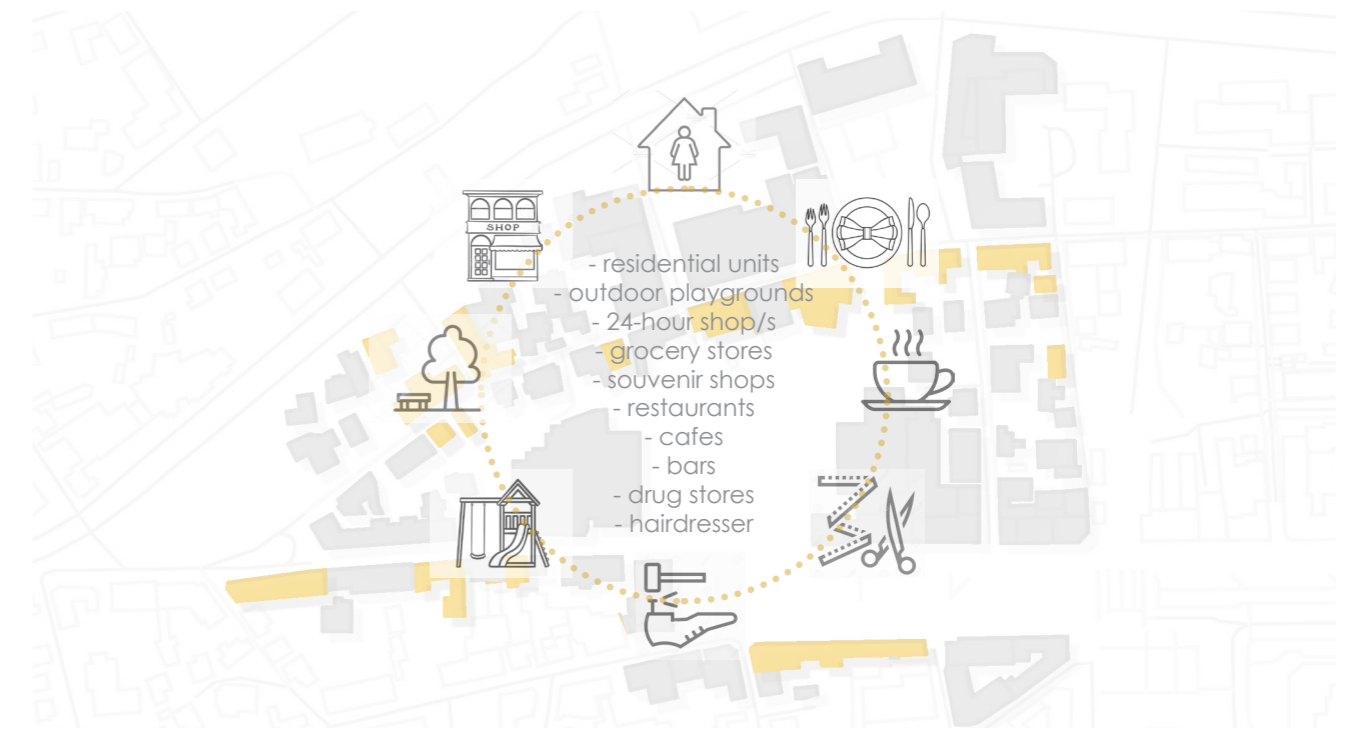 SHOP
- residential units
- outdoor playgrounds
- 24-hour shop/s
- grocery stores
- souvenir shops
- restaurants
- cafes
- bars
- drug stores
- hairdresser